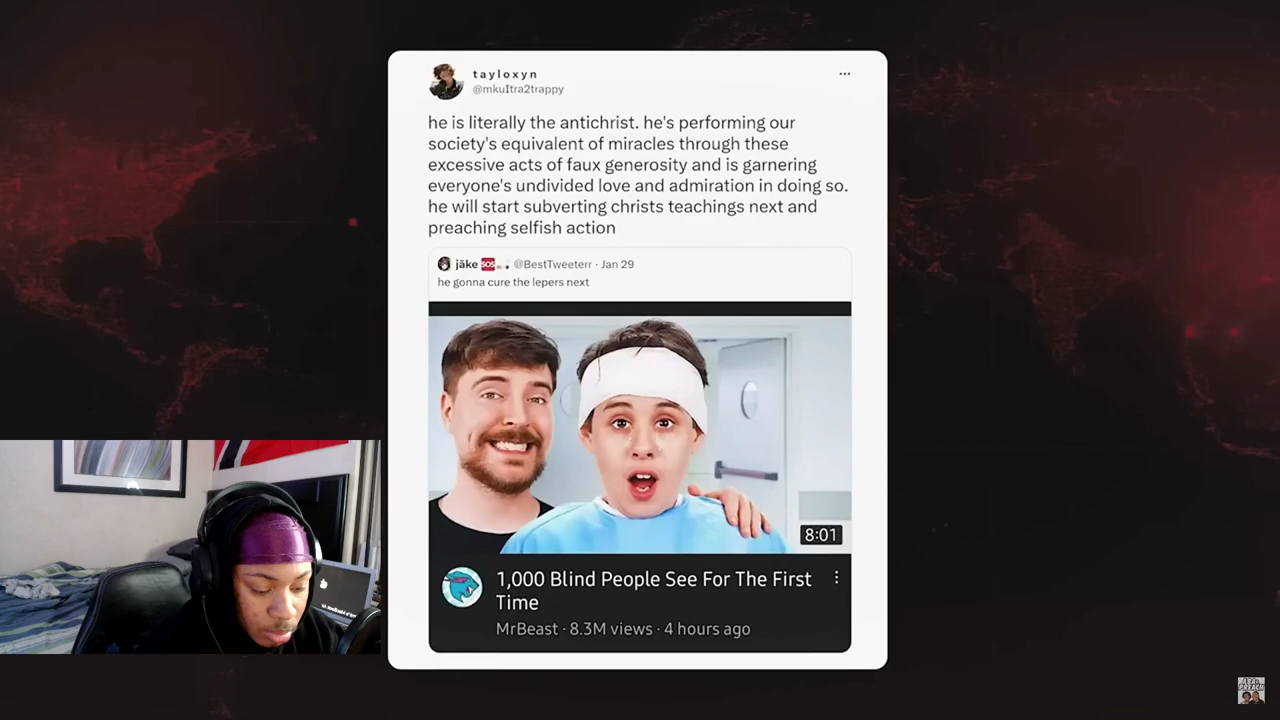 tayloxyn
@mkuItra2trappy
he is literally the antichrist. he's performing our
society's equivalent of miracles through these
excessive acts of faux generosity and is garnering
everyone's undivided love and admiration in doing so.
he will start subverting christs teachings next and
preaching selfish action
jäke SOS @BestTweeterr · Jan 29
he gonna cure the lepers next
8:01
1,000 Blind People See For The First
Time
MrBeast · 8.3M views · 4 hours ago
PREACH